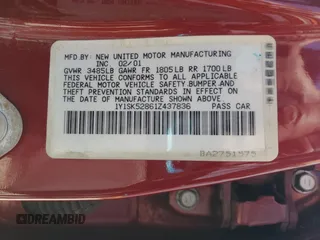 MFD.BY NEW UNITED MOTOR MANUFACTURING
INC 02/01
GVWR 3485LB GAWR FR 1805LB RR 1700LB
THIS VEHICLE CONFORMS TO ALL APPLICABLE
FEDERAL MOTOR VEHICLE SAFETY,BUMPER,AND
THEFT PREVENTION STANDARDS IN EFFECT ON
THE DATE OF MANUFACTURE SHOWN ABOVE.
1Y1SK52861Z437836 PASS CAR
BA2751575
DREAMBID